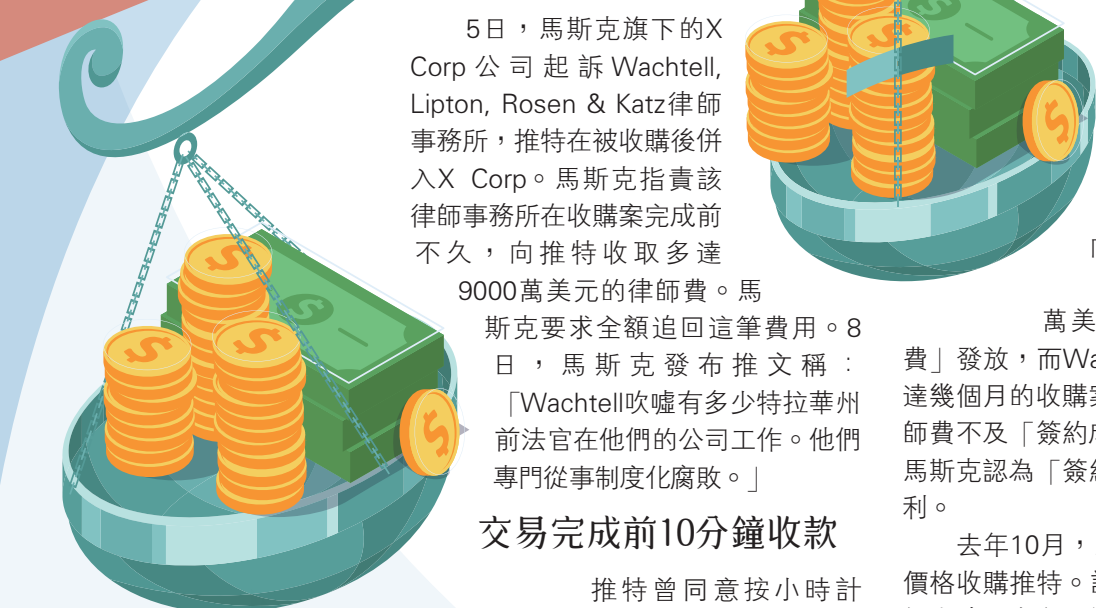 5日，馬斯克旗下的X
Corp公司起訴Wachtell,
Lipton, Rosen & Katz律師
事務所，推特在被收購後併
入X Corp。馬斯克指責該
律師事務所在收購案完成前
不久，向推特收取多達
9000萬美元的律師費。馬
斯克要求全額追回這筆費用。8
日，馬斯克發布推文稱：
「Wachtell吹噓有多少特拉華州
前法官在他們的公司工作。他們
專門從事制度化腐敗。」
交易完成前10分鐘收款
推特曾同意按小時計
「
萬美
費」發放，而Wa
達幾個月的收購
師費不及「簽約
馬斯克認為「簽
利。
去年10月，
價格收購推特。